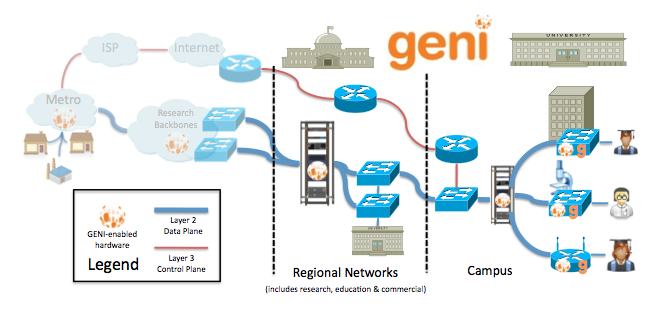 ISP
Internet
geni
UNIVERSITY
Metro
Research
Backbones
g
g
g
UNIVERSITY
GENI-enabled
hardware
Layer 2
Data Plane
Layer 3
Control Plane
Legend
Regional Networks
(includes research, education & commercial)
Campus